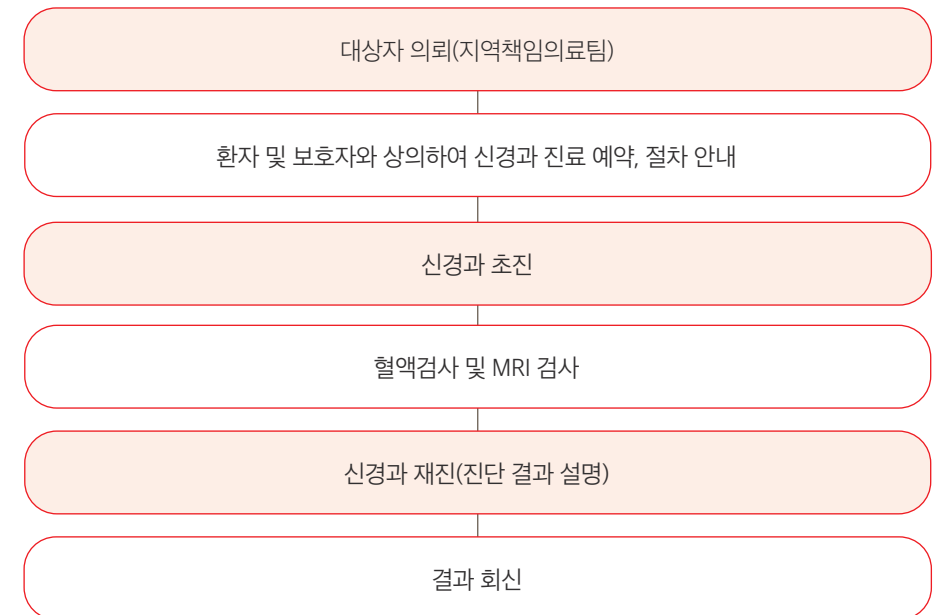 대상자 의뢰(지역책임의료팀)
환자 및 보호자와 상의하여 신경과 진료 예약, 절차 안내
신경과 초진
혈액검사 및 MRI 검사
신경과 재진(진단 결과 설명)
결과 회신